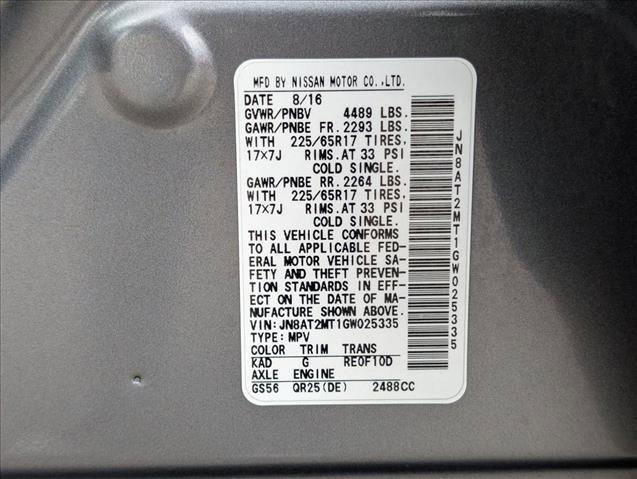 MFD BY NISSAN MOTOR CO.,LTD.
DATE 8/16
GVWR/PNBV 4489 LBS.
GAWR/PNBE FR. 2293 LBS.
WITH 225/65R17 TIRES,
17×7J RIMS.AT 33 PSI
COLD SINGLE.
GAWR/PNBE RR. 2264 LBS.
WITH 225/65R17 TIRES,
17×7J RIMS.AT 33 PSI
COLD SINGLE.
THIS VEHICLE CONFORMS
TO ALL APPLICABLE FED-
ERAL MOTOR VEHICLE SA-
FETY AND THEFT PREVEN-
TION STANDARDS IN EFF-
ECT ON THE DATE OF MA-
NUFACTURE SHOWN ABOVE.
VIN:JN8AT2MT1GW025335
TYPE:MPV
COLOR TRIM TRANS
KAD G RE0F10D
AXLE ENGINE
GS56 QR25(DE) 2488CC
JN8AT2MT1GW025335